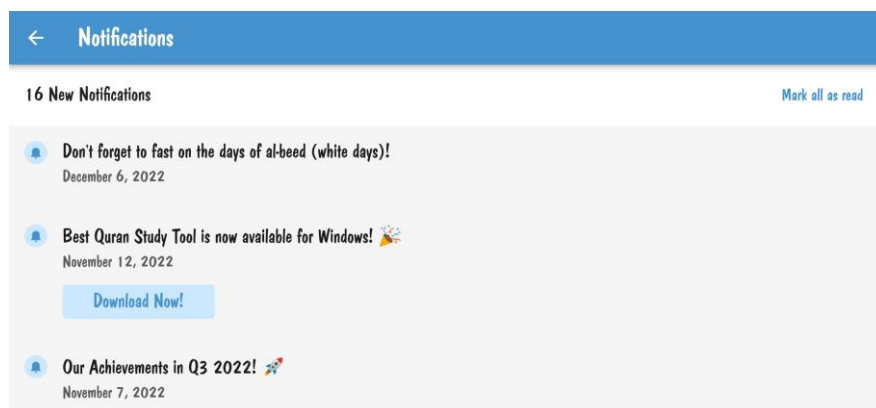 Notifications
16 New Notifications
Mark all as read
Don't forget to fast on the days of al-beed (white days)!
December 6, 2022
Best Quran Study Tool is now available for Windows! 🎉
November 12, 2022
Download Now!
Our Achievements in Q3 2022! 🚀
November 7, 2022